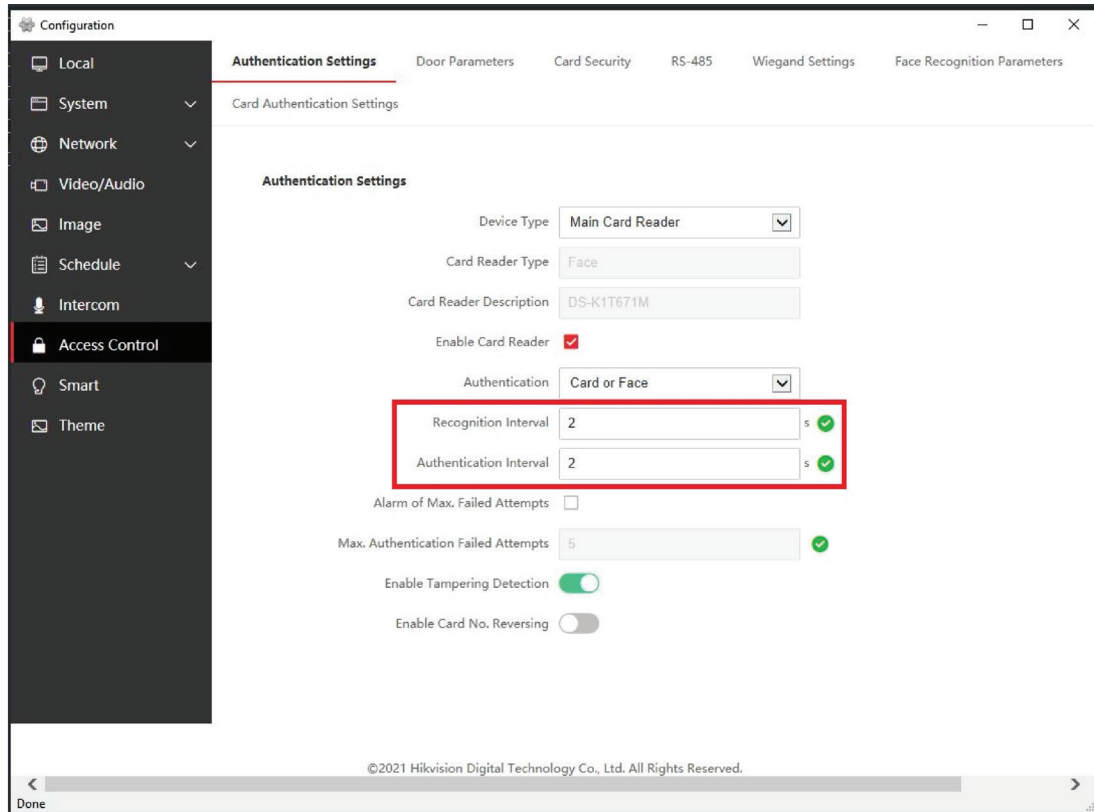 Configuration
Local
System
Network
Video/Audio
Image
Schedule
Intercom
Access Control
Smart
Theme
Authentication Settings Door Parameters Card Security RS-485 Wiegand Settings Face Recognition Parameters
Card Authentication Settings
Authentication Settings
Device Type Main Card Reader
Card Reader Type Face
Card Reader Description DS-K1T671M
Enable Card Reader
Authentication Card or Face
Recognition Interval 2 s
Authentication Interval 2 s
Alarm of Max. Failed Attempts
Max. Authentication Failed Attempts 5
Enable Tampering Detection
Enable Card No. Reversing
©2021 Hikvision Digital Technology Co., Ltd. All Rights Reserved.
Done